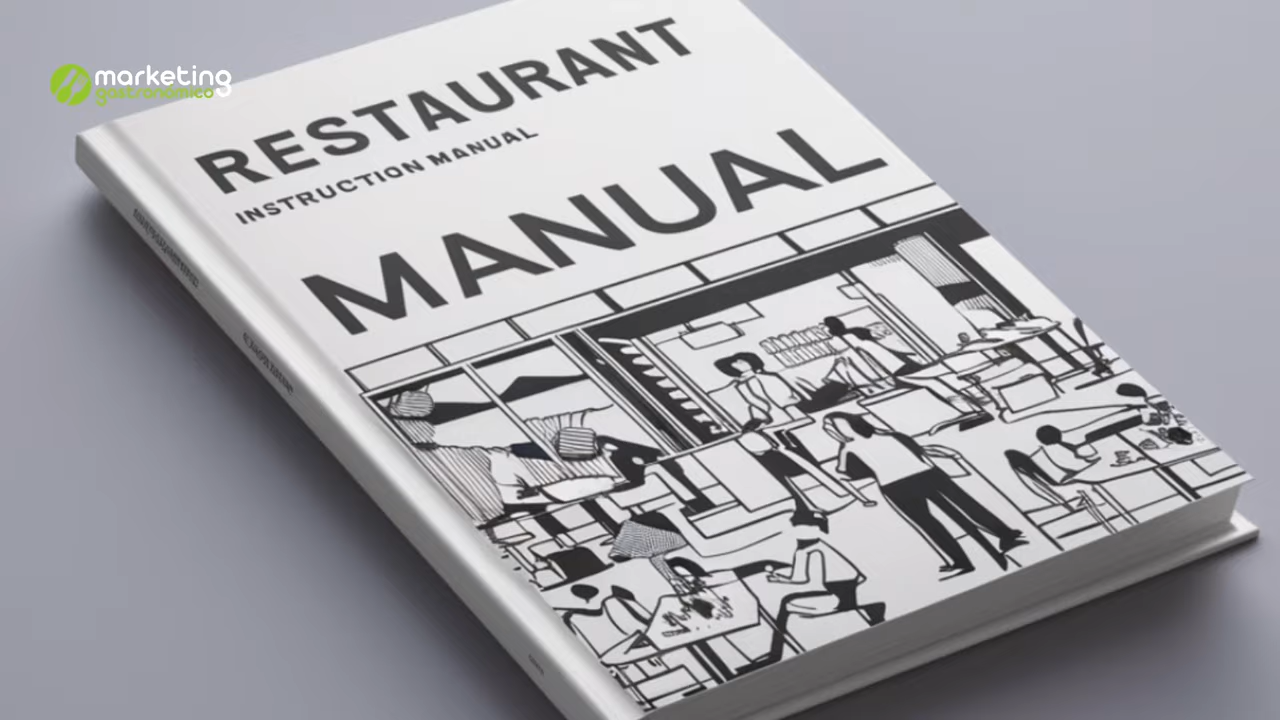 marketing
gastronómico
RESTAURANT
INSTRUCTION MANUAL
MANUAL